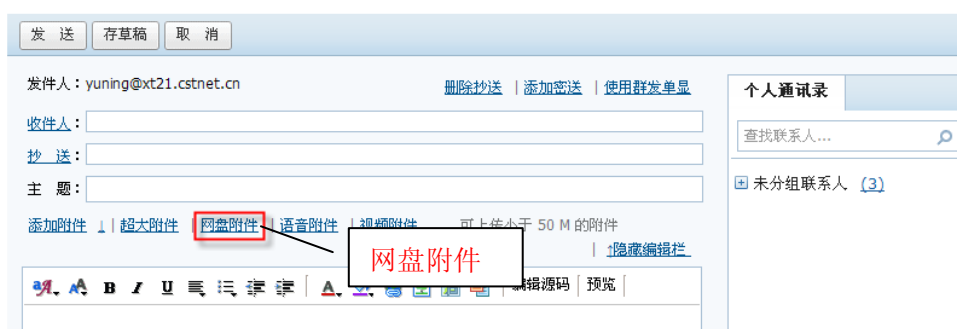 发 送 存草稿 取 消
发件人：yuning@xt21.cstnet.cn 删除抄送 | 添加密送 | 使用群发单显
收件人：
抄 送：
主 题：
添加附件 ↓ | 超大附件 | 网盘附件 | 语音附件 | 视频附件 可上传小于 50 M 的附件
| ↑隐藏编辑栏
网盘附件
B I U A 编辑源码 | 预览 |
个人通讯录
查找联系人...
未分组联系人 (3)